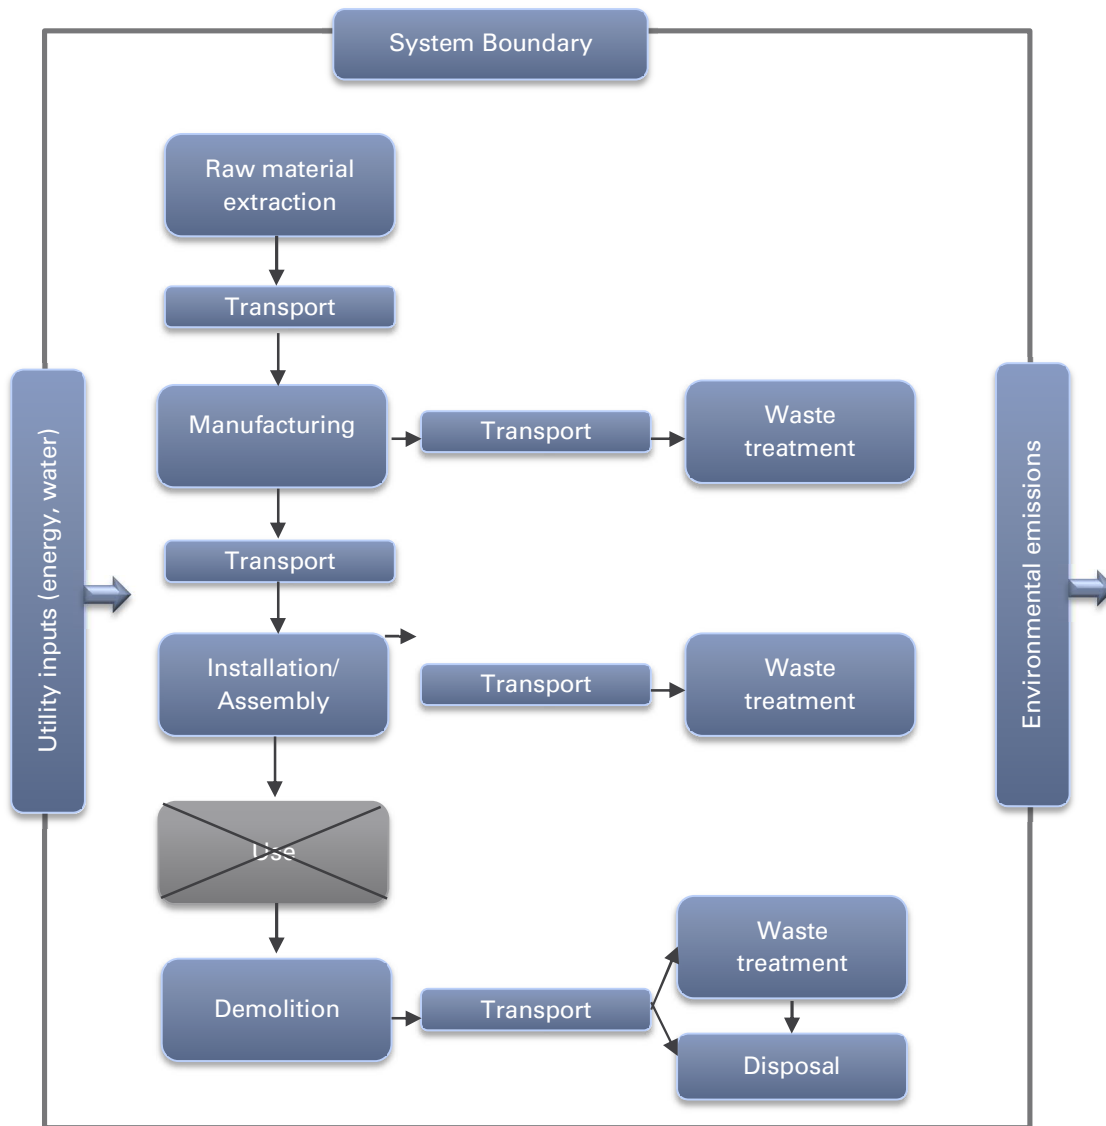 System Boundary
Raw material
extraction
Transport
Manufacturing
Transport
Waste
treatment
Transport
Utility inputs (energy, water)
Environmental emissions
Installation/
Assembly
Transport
Waste
treatment
Use
Demolition
Transport
Waste
treatment
Disposal